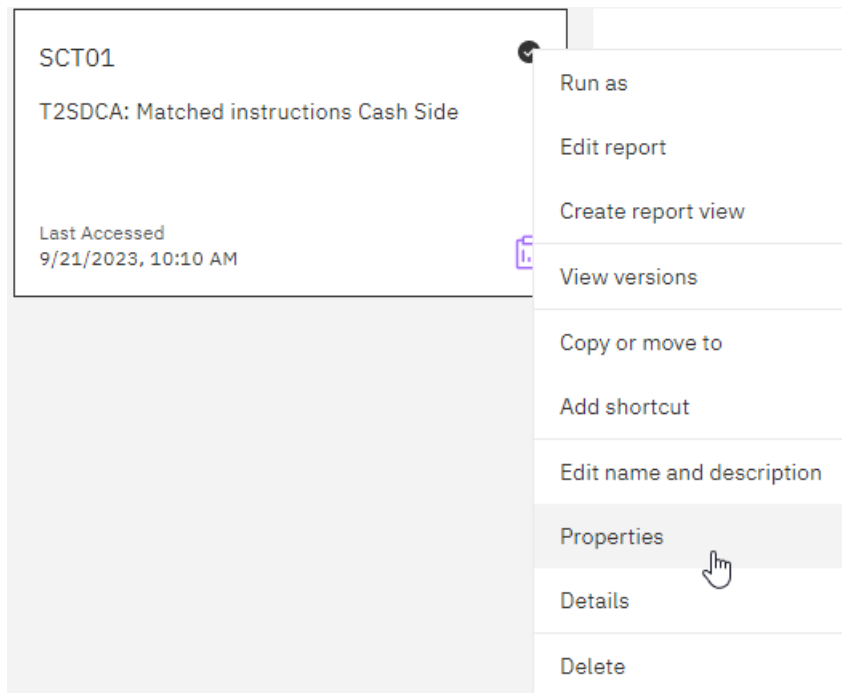 SCT01
T2SDCA: Matched instructions Cash Side
Last Accessed
9/21/2023, 10:10 AM
Run as
Edit report
Create report view
View versions
Copy or move to
Add shortcut
Edit name and description
Properties
Details
Delete